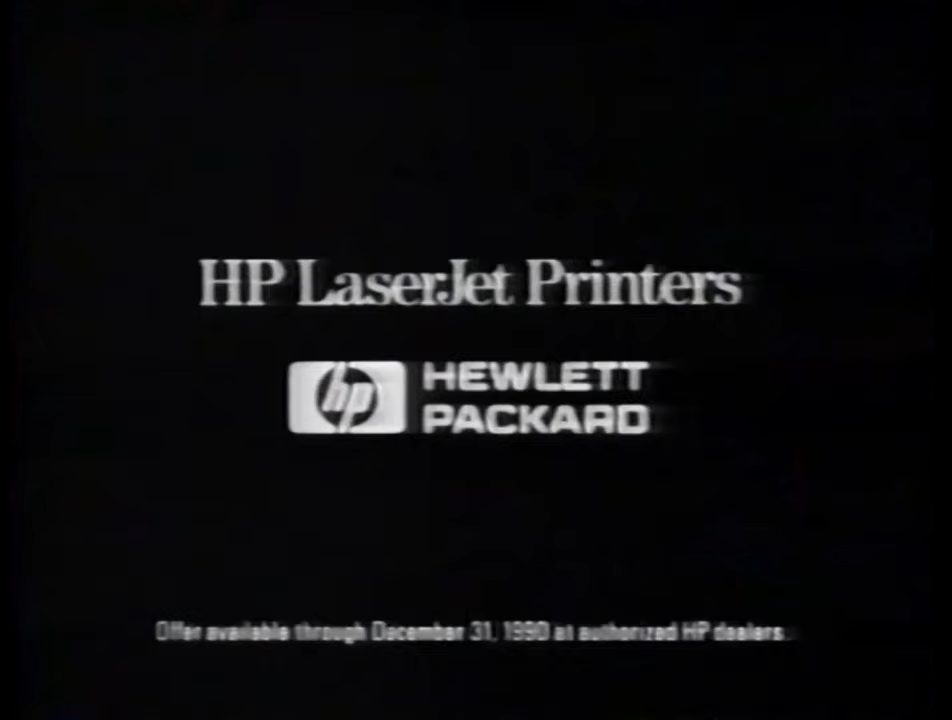 HP LaserJet Printers
hp HEWLETT
PACKARD
Offer available through December 31, 1990 at authorized HP dealers.